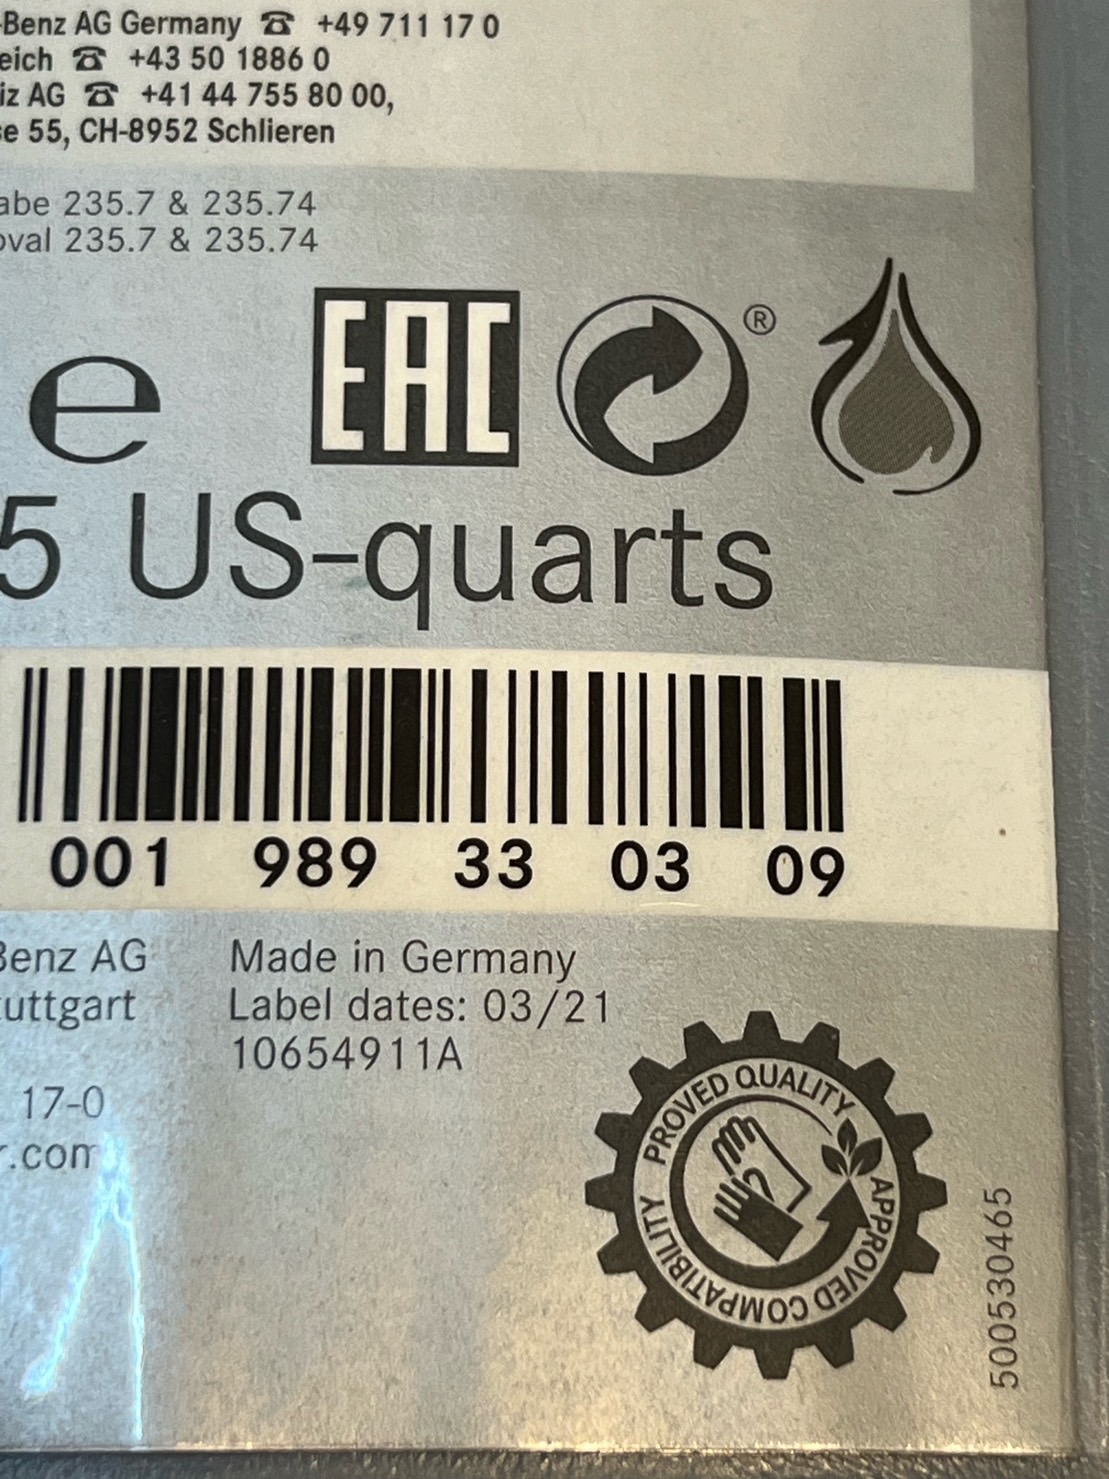 -Benz AG Germany ☎ +49 711 17 0
eich ☎ +43 50 1886 0
iz AG ☎ +41 44 755 80 00,
se 55, CH-8952 Schlieren
abe 235.7 & 235.74
oval 235.7 & 235.74
e EAC ®
5 US-quarts
001 989 33 03 09
Benz AG
uttgart
17-0
r.com
Made in Germany
Label dates: 03/21
10654911A
PROVED QUALITY
APPROVED COMPATIBILITY
500530465